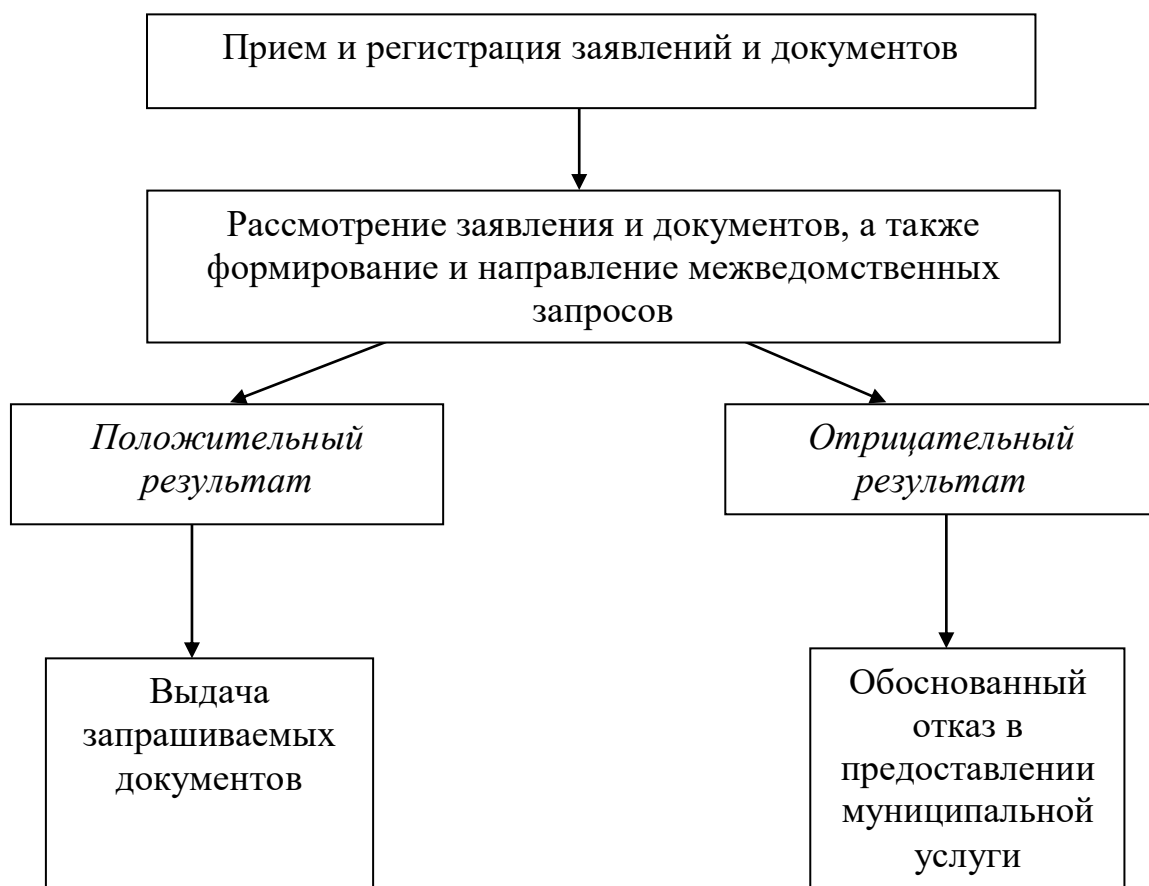 Прием и регистрация заявлений и документов
Рассмотрение заявления и документов, а также
формирование и направление межведомственных
запросов
Положительный
результат
Отрицательный
результат
Выдача
запрашиваемых
документов
Обоснованный
отказ в
предоставлении
муниципальной
услуги